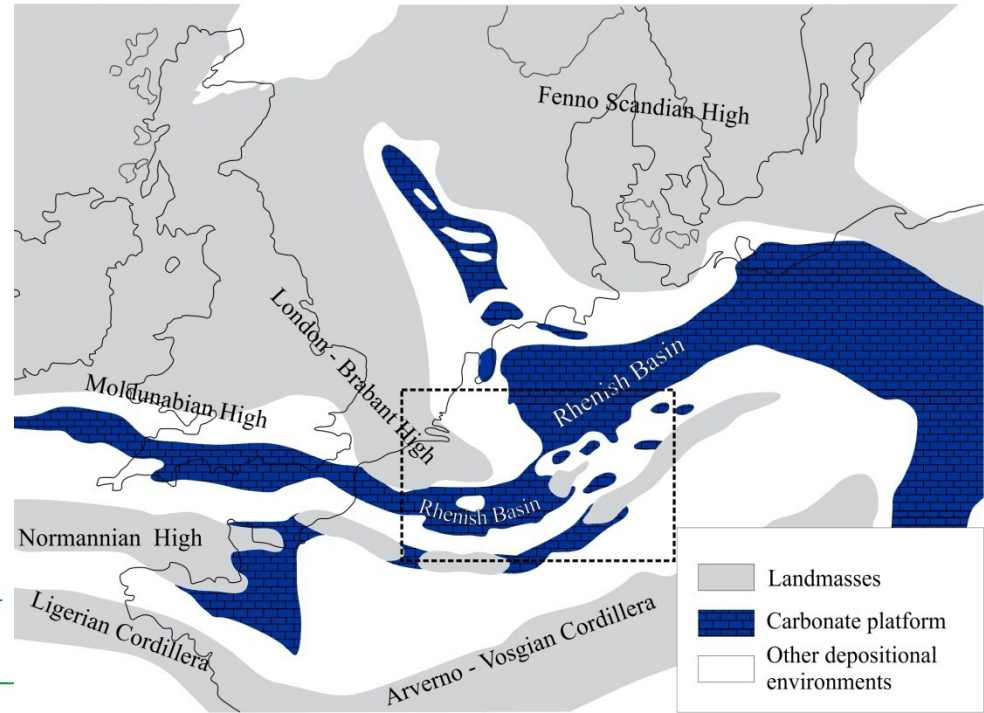 Fenno Scandian High
London - Brabant High
Moldunabian High
Rhenish Basin
Rhenish Basin
Normannian High
Ligerian Cordillera
Arverno - Vosgian Cordillera
Landmasses
Carbonate platform
Other depositional
environments